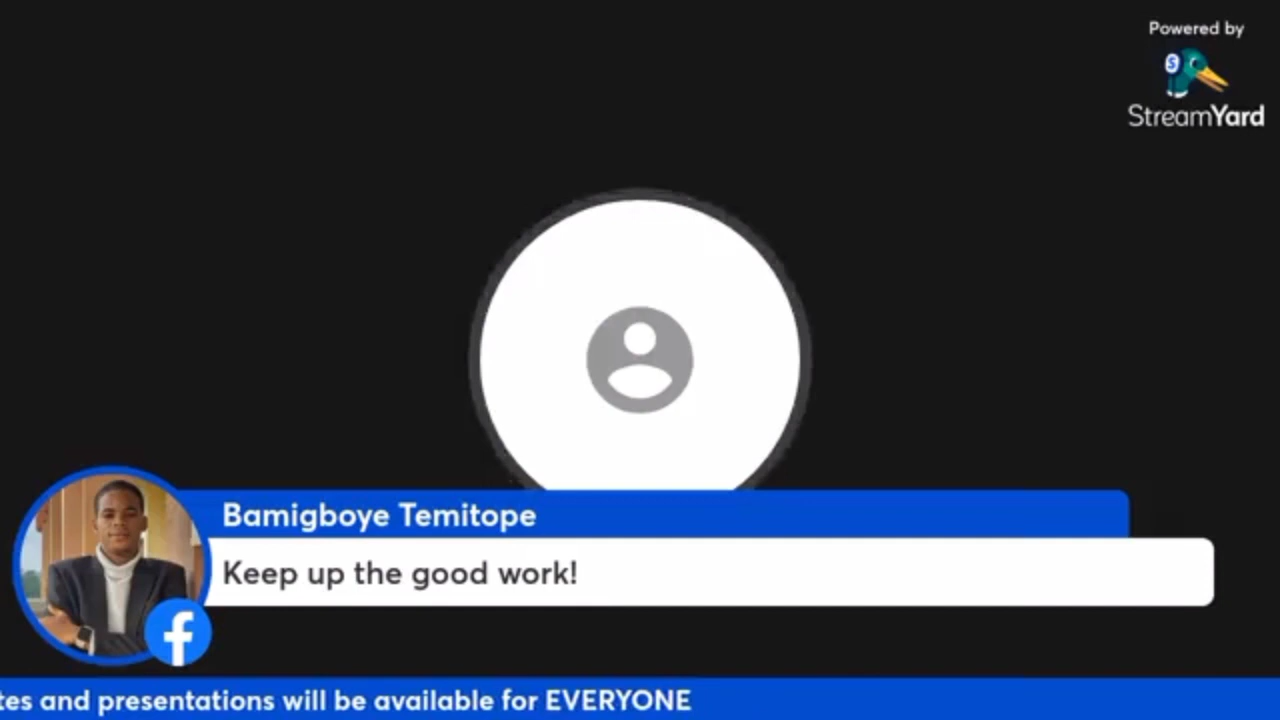 Powered by
StreamYard
Bamigboye Temitope
Keep up the good work!
and presentations will be available for EVERYONE